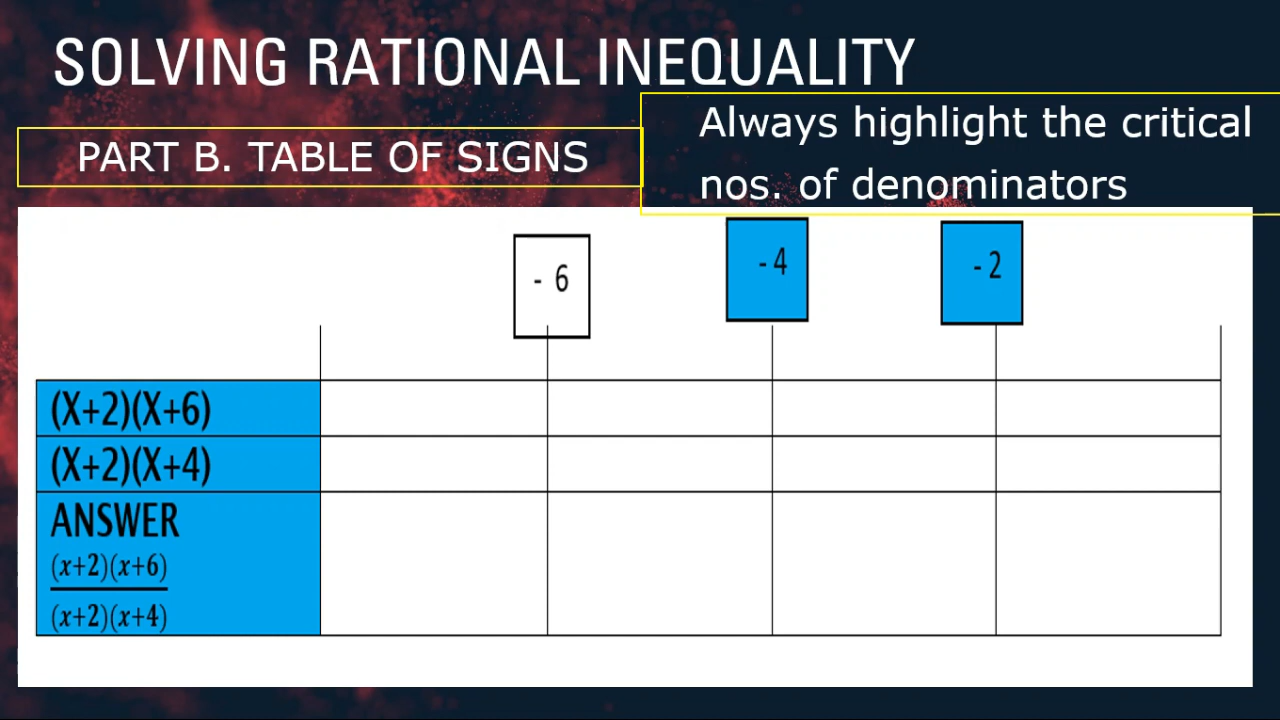 SOLVING RATIONAL INEQUALITY
PART B. TABLE OF SIGNS
Always highlight the critical
nos. of denominators
- 6
- 4
- 2
(X+2)(X+6)
(X+2)(X+4)
ANSWER
(x+2)(x+6)
(x+2)(x+4)